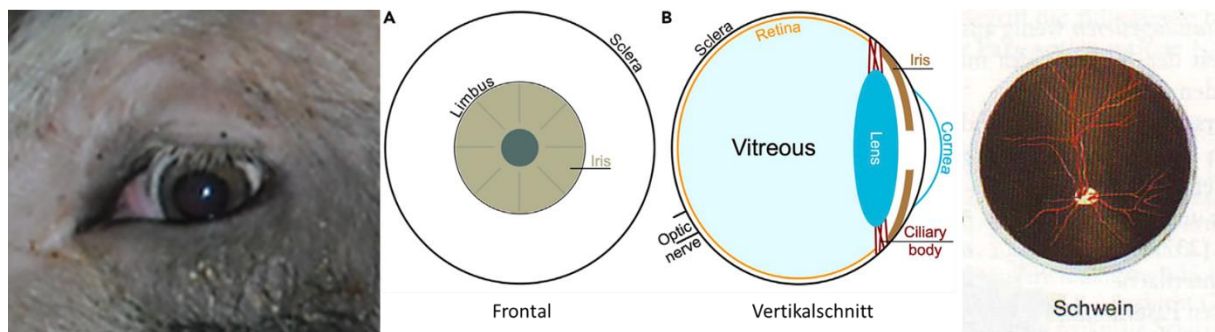 A
Sclera
Limbus
Iris
Frontal
B
Sclera
Retina
Iris
Vitreous
Lens
Cornea
Optic
nerve
Ciliary
body
Vertikalschnitt
Schwein